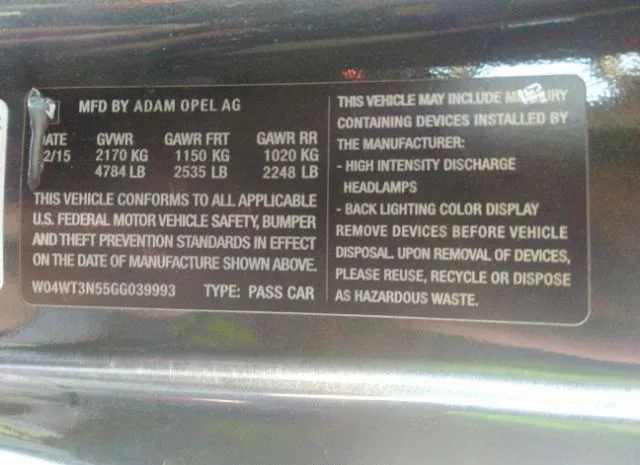 MFD BY ADAM OPEL AG
DATE GVWR GAWR FRT GAWR RR
2/15 2170 KG 1150 KG 1020 KG
4784 LB 2535 LB 2248 LB
THIS VEHICLE CONFORMS TO ALL APPLICABLE
U.S. FEDERAL MOTOR VEHICLE SAFETY, BUMPER
AND THEFT PREVENTION STANDARDS IN EFFECT
ON THE DATE OF MANUFACTURE SHOWN ABOVE.
W04WT3N55GG039993 TYPE: PASS CAR
THIS VEHICLE MAY INCLUDE MERCURY
CONTAINING DEVICES INSTALLED BY
THE MANUFACTURER:
- HIGH INTENSITY DISCHARGE
HEADLAMPS
- BACK LIGHTING COLOR DISPLAY
REMOVE DEVICES BEFORE VEHICLE
DISPOSAL. UPON REMOVAL OF DEVICES,
PLEASE REUSE, RECYCLE OR DISPOSE
AS HAZARDOUS WASTE.